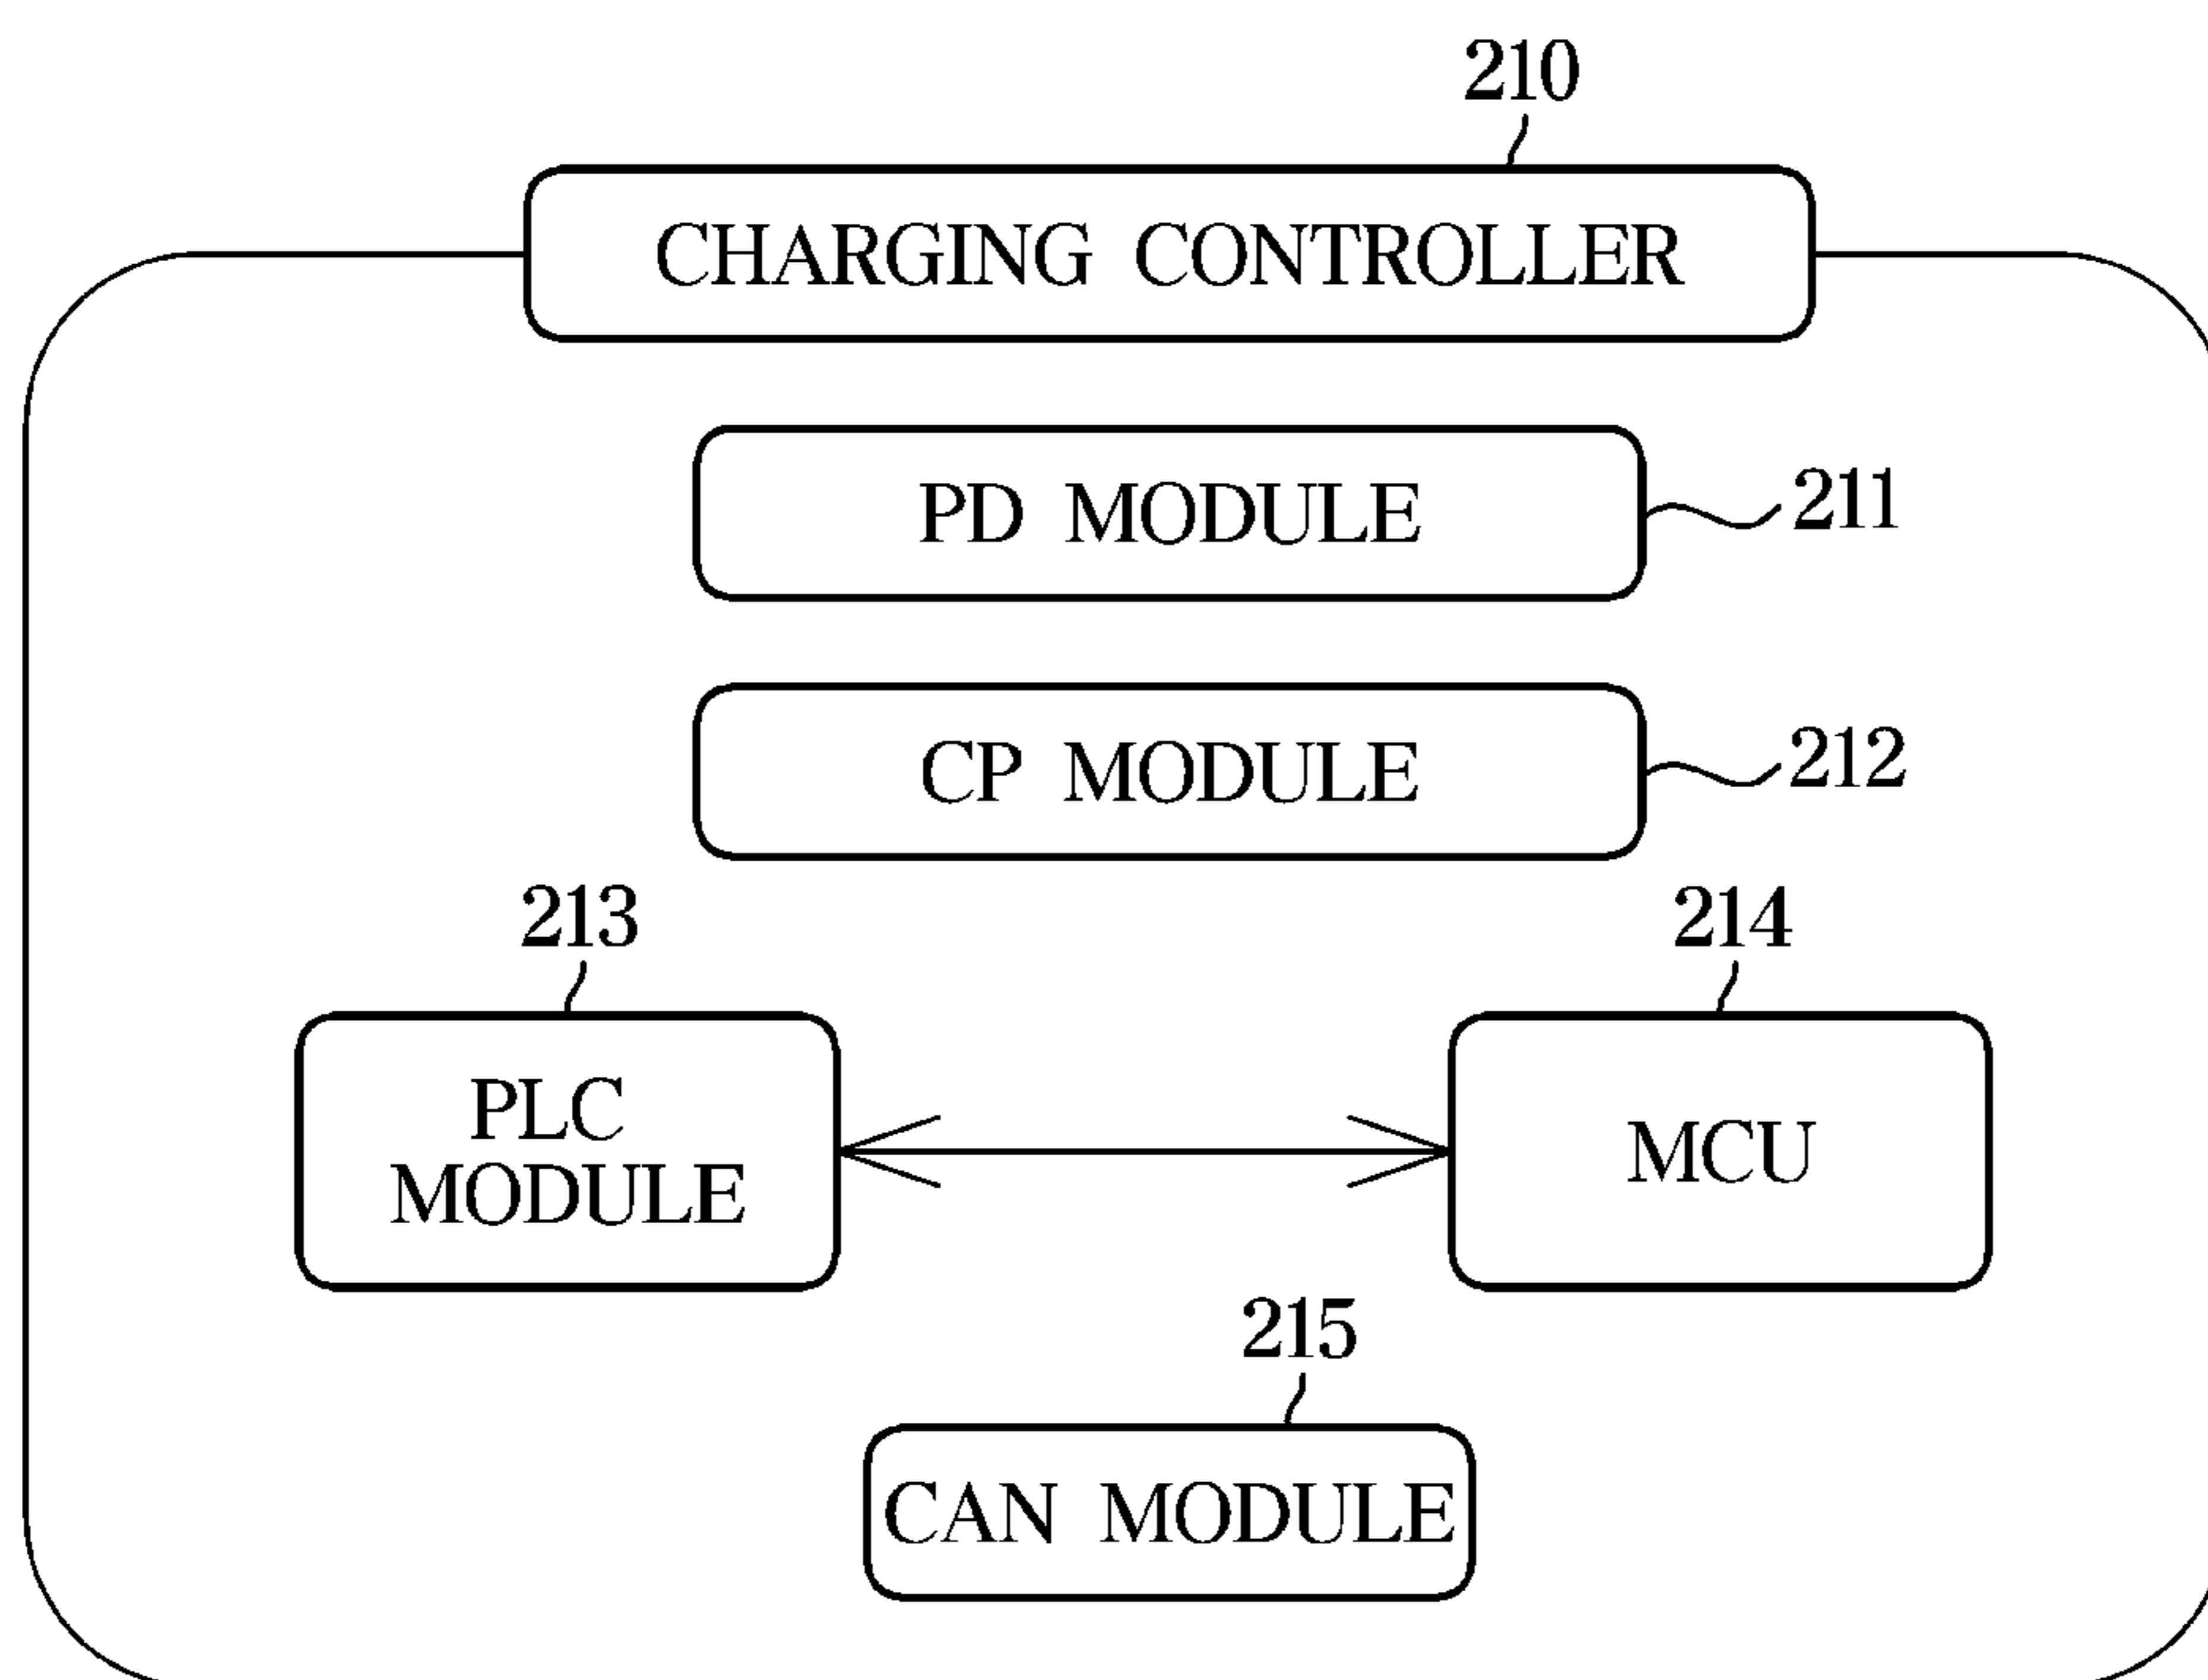 210
CHARGING CONTROLLER
PD MODULE
211
CP MODULE
212
213
214
PLC
MODULE
MCU
215
CAN MODULE